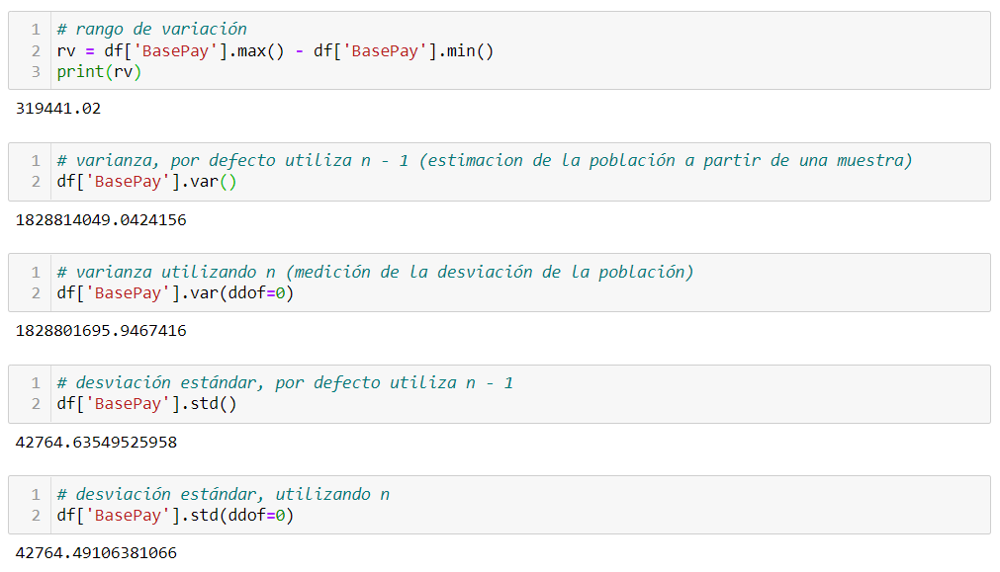 1 # rango de variación
2 rv = df['BasePay'].max() - df['BasePay'].min()
3 print(rv)
319441.02
1 # varianza, por defecto utiliza n - 1 (estimacion de la población a partir de una muestra)
2 df['BasePay'].var()
1828814049.0424156
1 # varianza utilizando n (medición de la desviación de la población)
2 df['BasePay'].var(ddof=0)
1828801695.9467416
1 # desviación estándar, por defecto utiliza n - 1
2 df['BasePay'].std()
42764.63549525958
1 # desviación estándar, utilizando n
2 df['BasePay'].std(ddof=0)
42764.49106381066